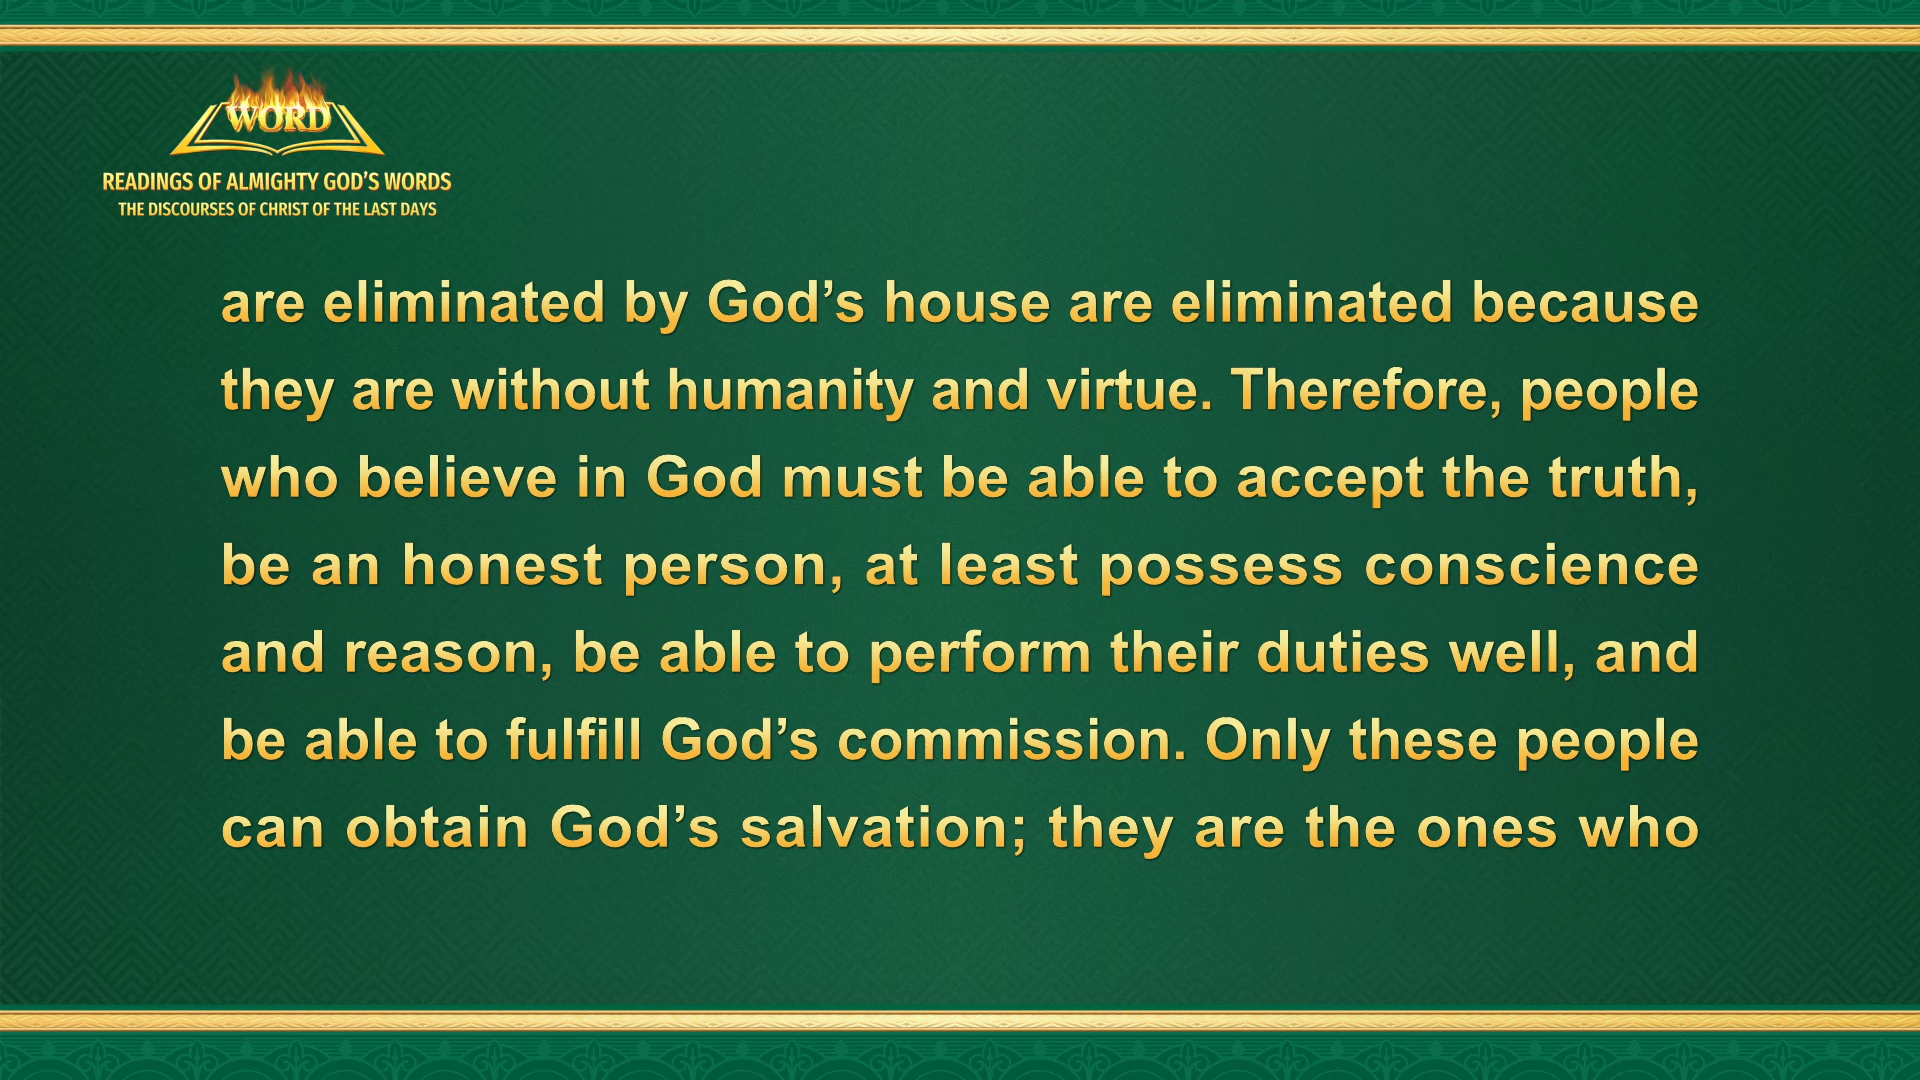 WORD
READINGS OF ALMIGHTY GOD’S WORDS
THE DISCOURSES OF CHRIST OF THE LAST DAYS
are eliminated by God’s house are eliminated because
they are without humanity and virtue. Therefore, people
who believe in God must be able to accept the truth,
be an honest person, at least possess conscience
and reason, be able to perform their duties well, and
be able to fulfill God’s commission. Only these people
can obtain God’s salvation; they are the ones who